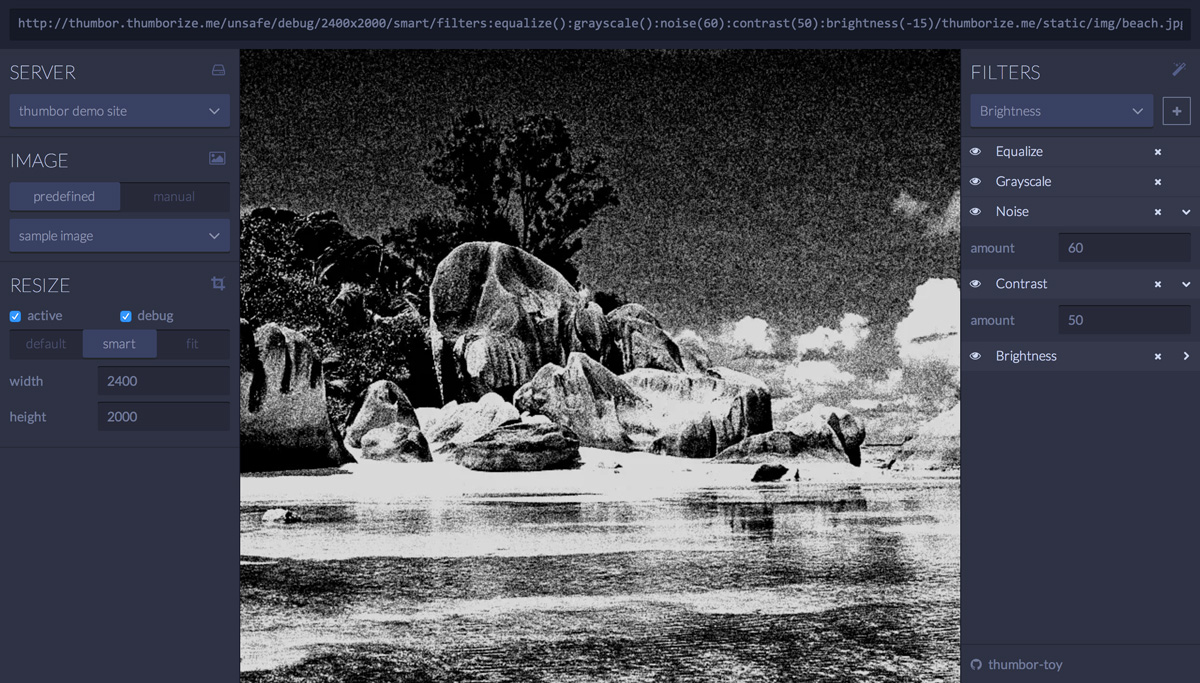 http://thumbor.thumborize.me/unsafe/debug/2400x2000/smart/filters:equalize():grayscale():noise(60):contrast(50):brightness(-15)/thumborize.me/static/img/beach.jpg
SERVER
thumbor demo site
IMAGE
predefined manual
sample image
RESIZE
active debug
default smart fit
width 2400
height 2000
FILTERS
Brightness
Equalize
Grayscale
Noise
amount 60
Contrast
amount 50
Brightness
thumbor-toy